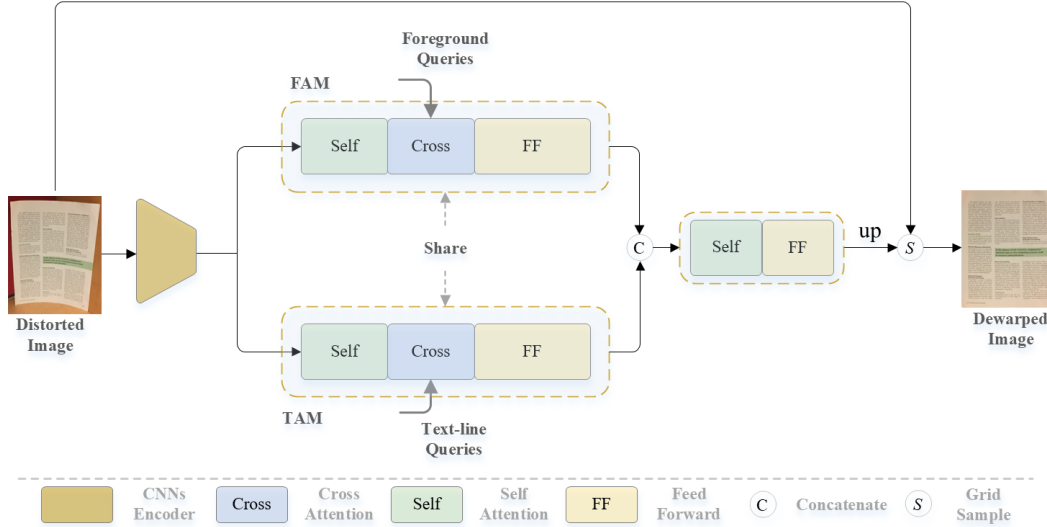 Foreground
Queries
FAM
Self Cross FF
Share
C
Self FF
up
S
Distorted
Image
Dewarped
Image
Self Cross FF
TAM
Text-line
Queries
CNNs
Encoder
Cross
Cross
Attention
Self
Self
Attention
FF
Feed
Forward
C
Concatenate
S
Grid
Sample